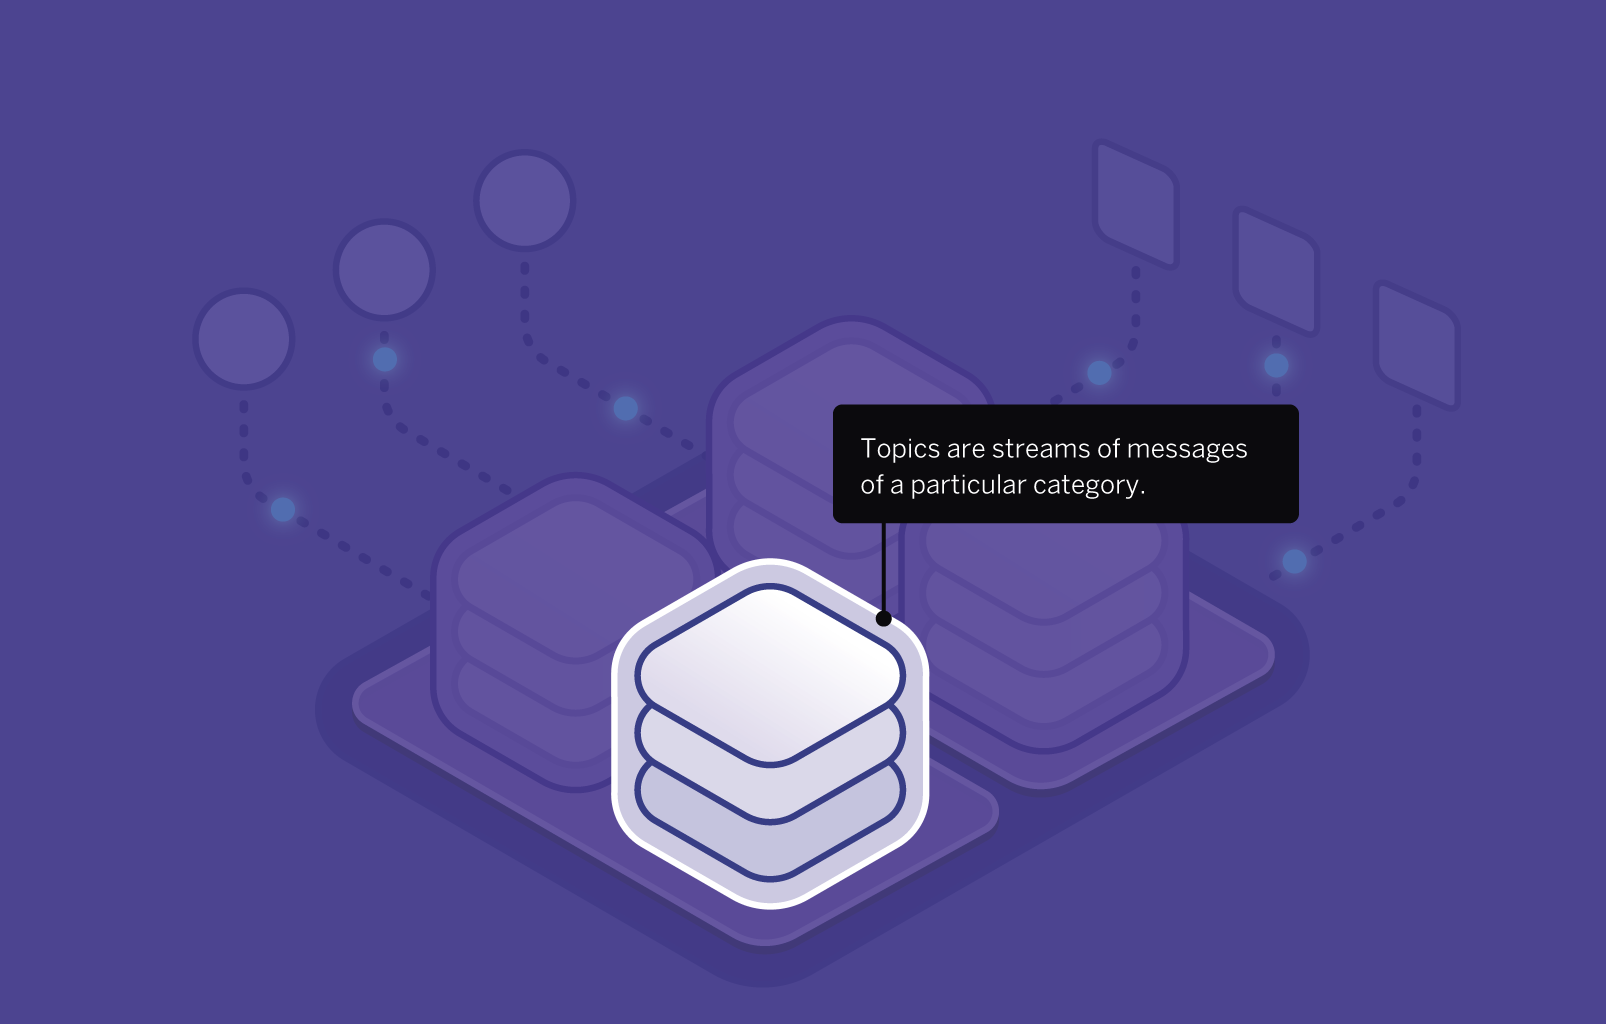 Topics are streams of messages
of a particular category.